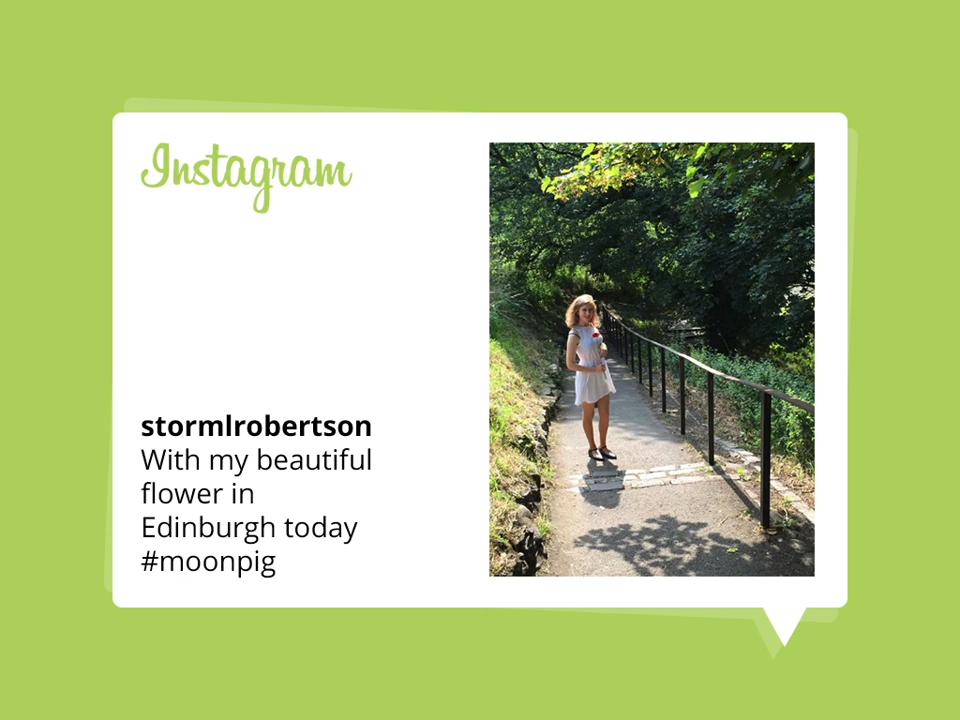 Instagram
stormlrobertson
With my beautiful
flower in
Edinburgh today
#moonpig